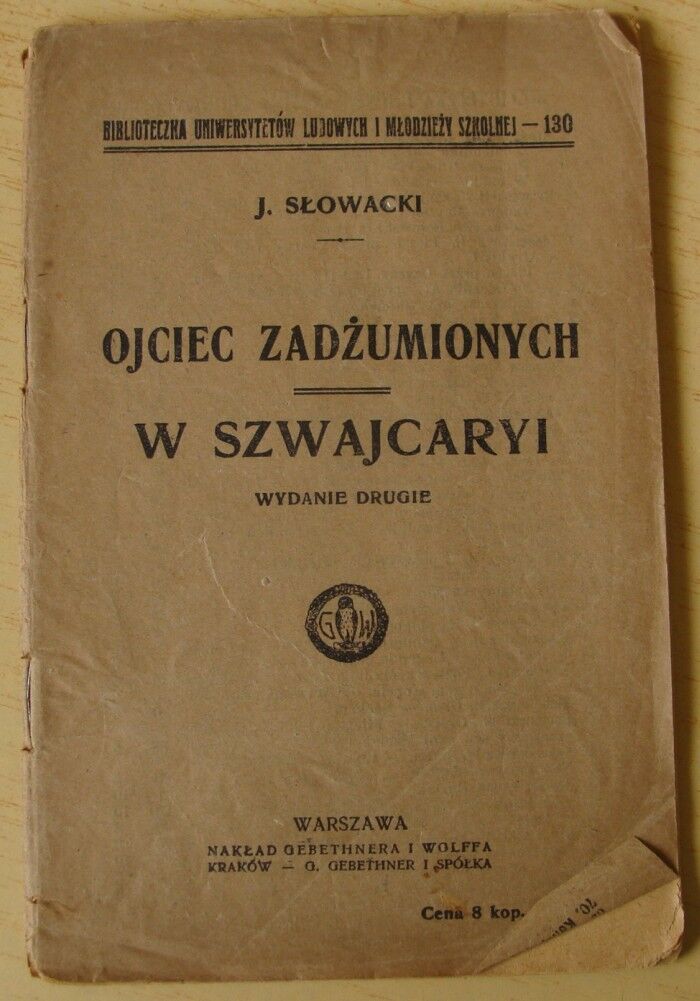 BIBLIOTECZKA UNIWERSYTETÓW LUDOWYCH I MŁODZIEŻY SZKOLNEJ — 130
J. SŁOWACKI
OJCIEC ZADŻUMIONYCH
W SZWAJCARYI
WYDANIE DRUGIE
G W
WARSZAWA
NAKŁAD GEBETHNERA I WOLFFA
KRAKÓW — G. GEBETHNER I SPÓŁKA
Cena 8 kop.
70,